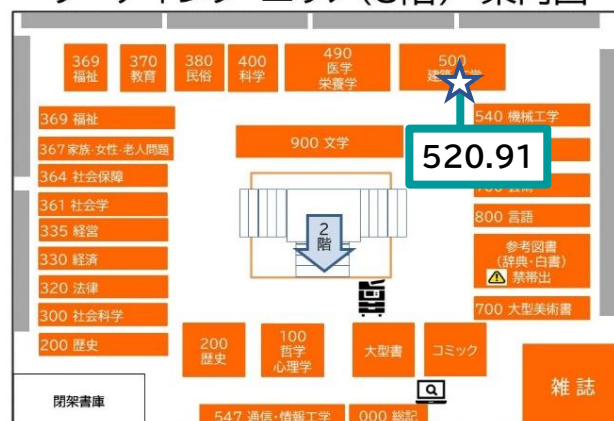 (3階) 案内図
369
福祉
370
教育
380
民俗
400
科学
490
医学
栄養学
500
369 福祉
367 家族・女性・老人問題
364 社会保障
361 社会学
335 経営
330 経済
320 法律
300 社会科学
200 歴史
900 文学
2
階
540 機械工学
520.91
800 言語
参考図書
(辞典・白書)
禁帯出
700 大型美術書
200
歴史
100
哲学
心理学
大型書
コミック
雑誌
閉架書庫
547 通信・情報工学
000 総記